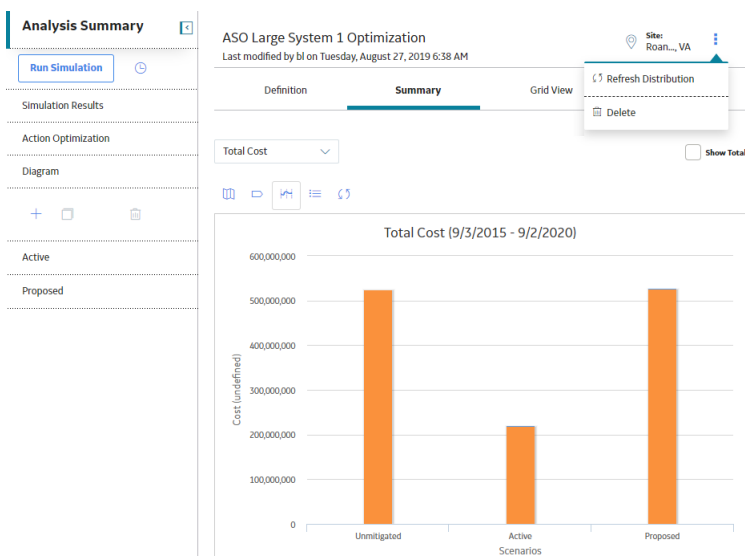 Analysis Summary
Run Simulation
Simulation Results
Action Optimization
Diagram
Active
Proposed
ASO Large System 1 Optimization
Last modified by bl on Tuesday, August 27, 2019 6:38 AM
Site:
Roan..., VA
Refresh Distribution
Delete
Definition
Summary
Grid View
Total Cost
Show Total
Total Cost (9/3/2015 - 9/2/2020)
Cost (undefined)
600,000,000
500,000,000
400,000,000
300,000,000
200,000,000
100,000,000
0
Unmitigated
Active
Proposed
Scenarios